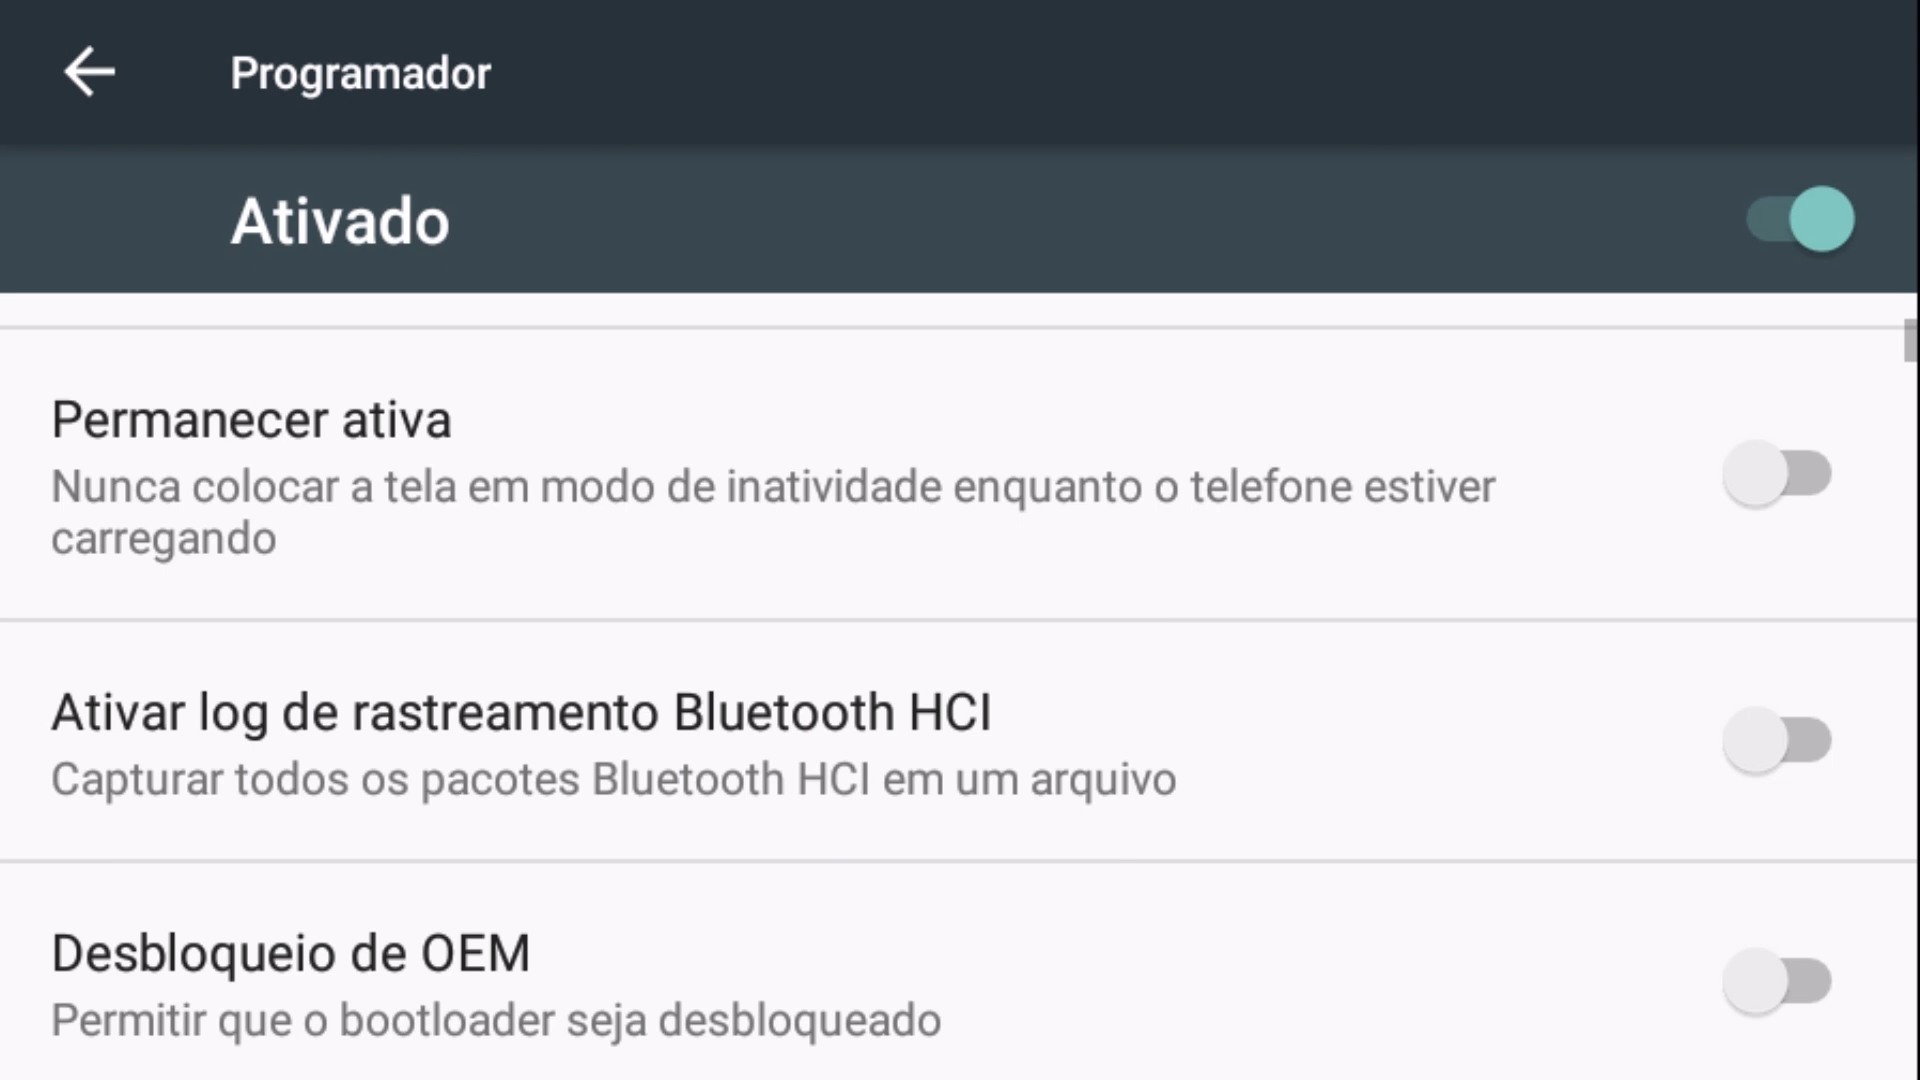 Programador
Ativado
Permanecer ativa
Nunca colocar a tela em modo de inatividade enquanto o telefone estiver
carregando
Ativar log de rastreamento Bluetooth HCI
Capturar todos os pacotes Bluetooth HCI em um arquivo
Desbloqueio de OEM
Permitir que o bootloader seja desbloqueado